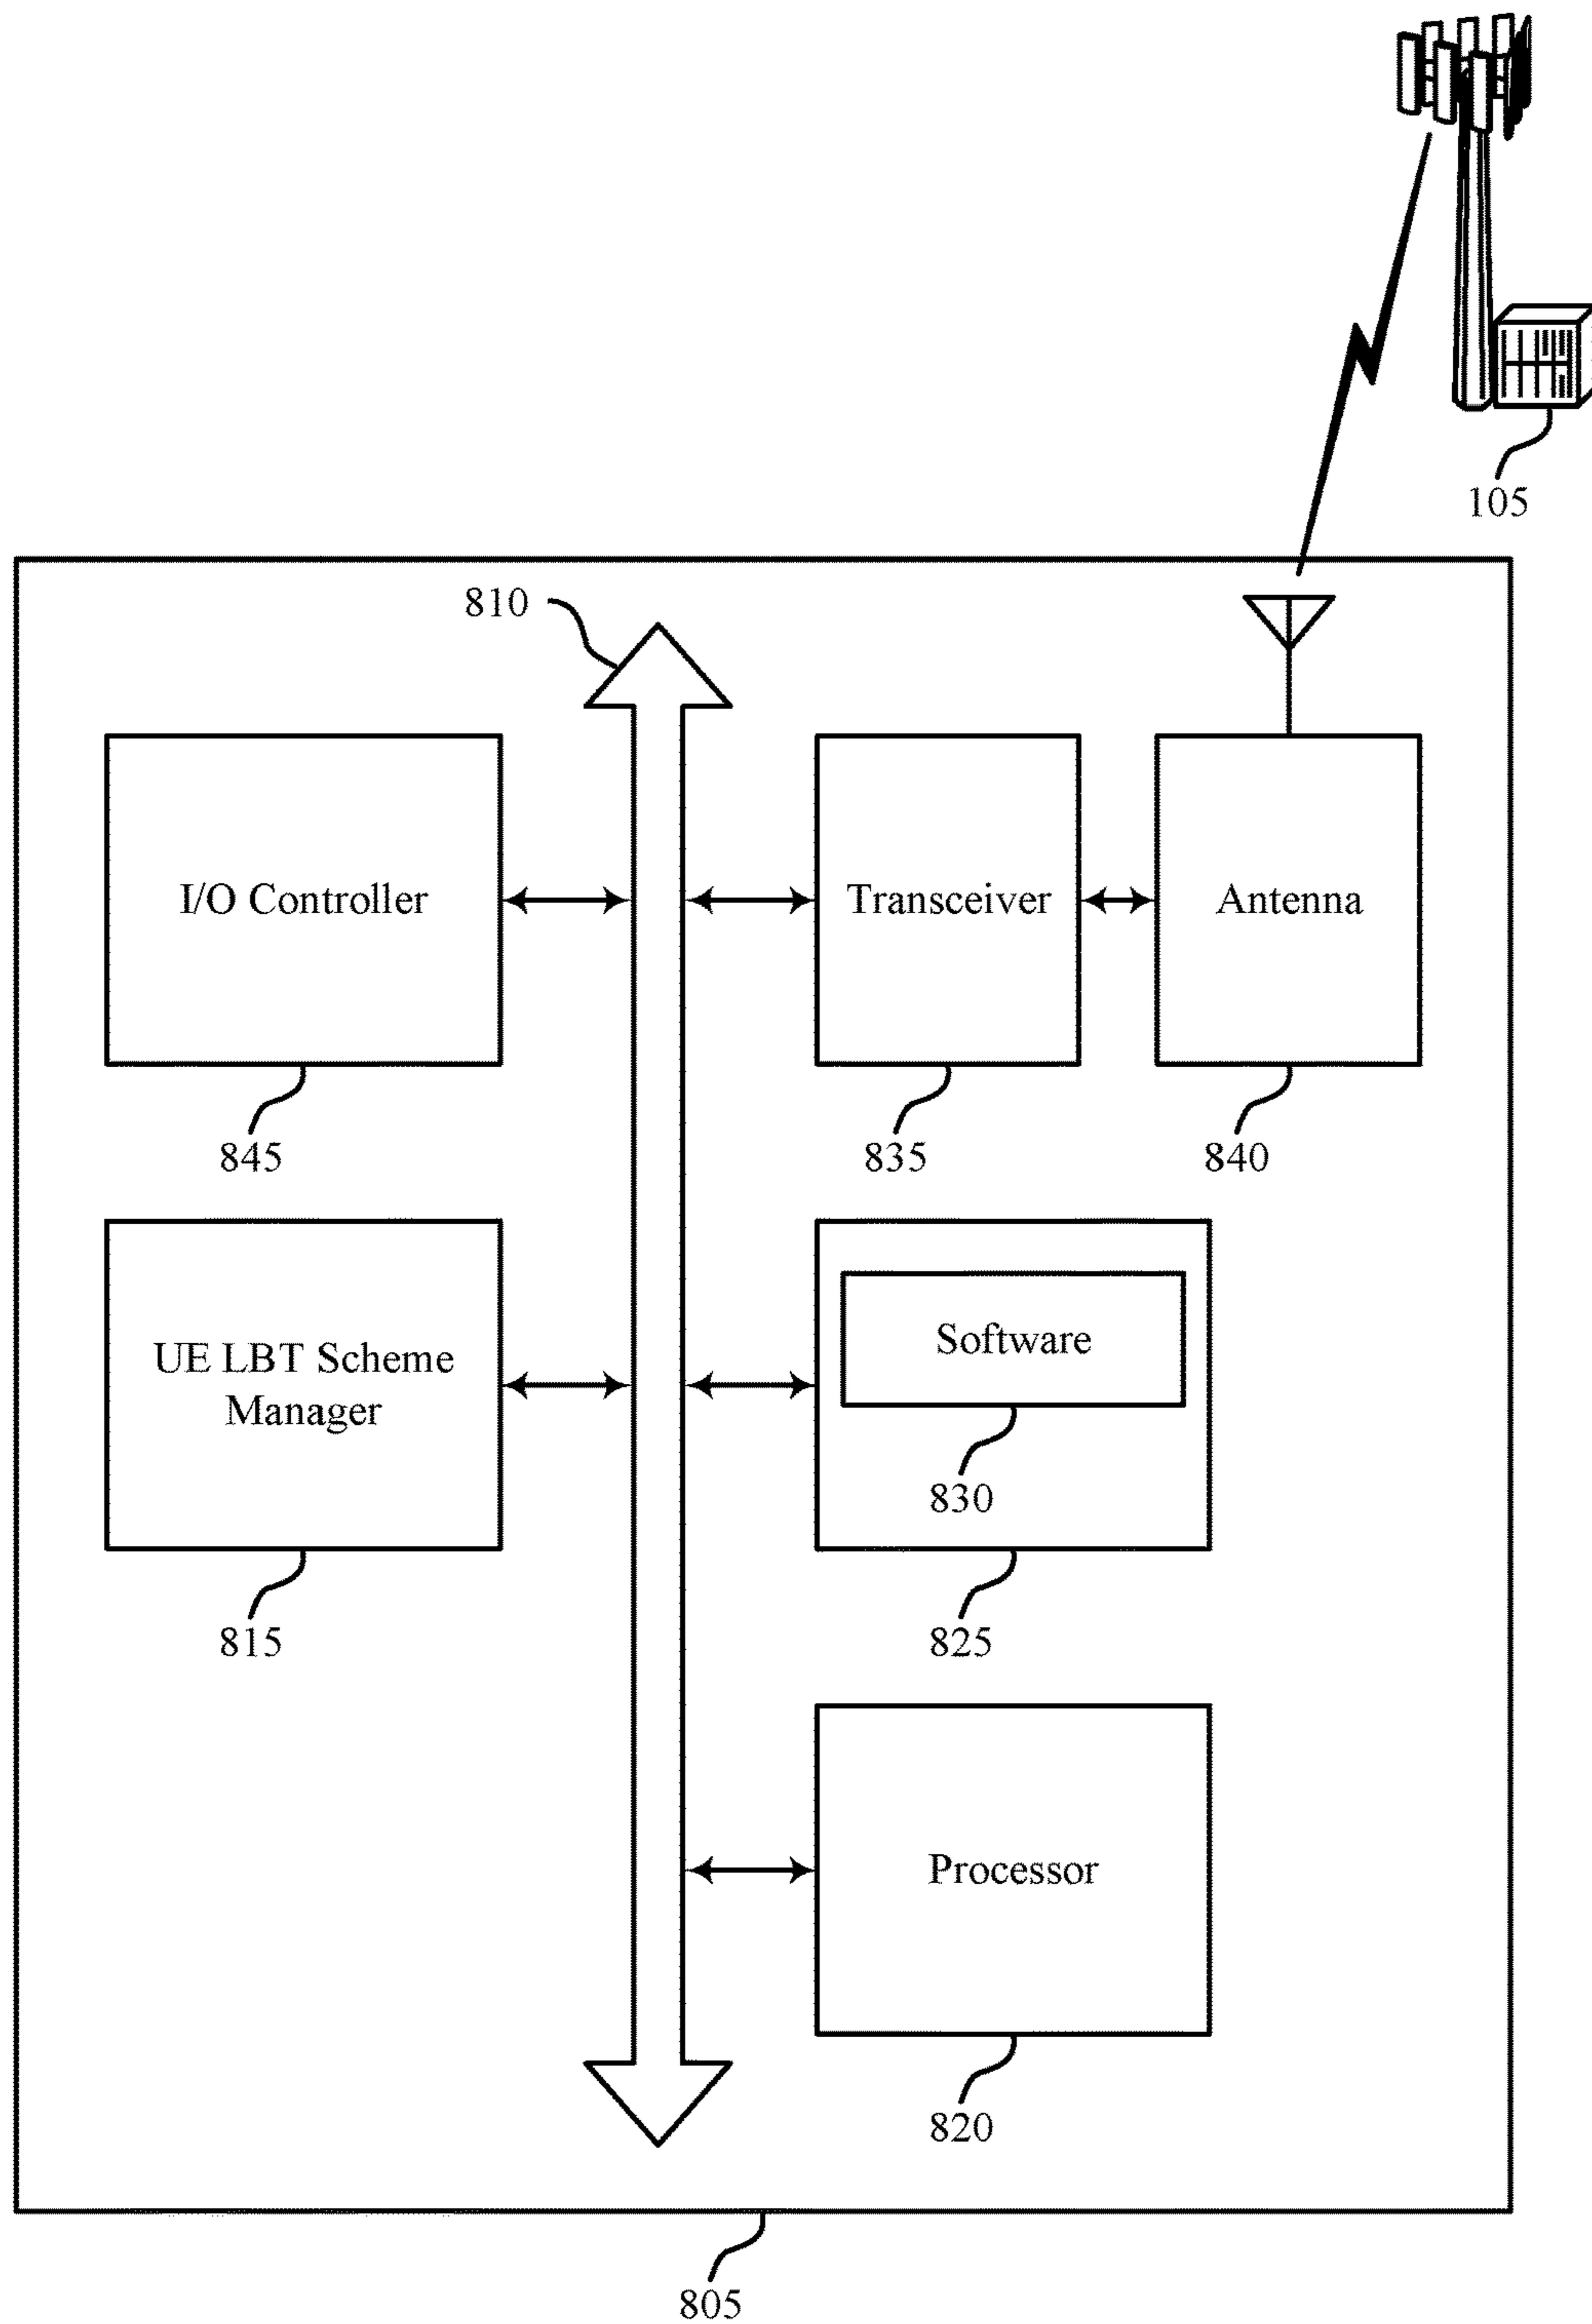 105
810
I/O Controller
Transceiver
Antenna
845
835
840
UE LBT Scheme
Manager
Software
830
815
825
Processor
820
805